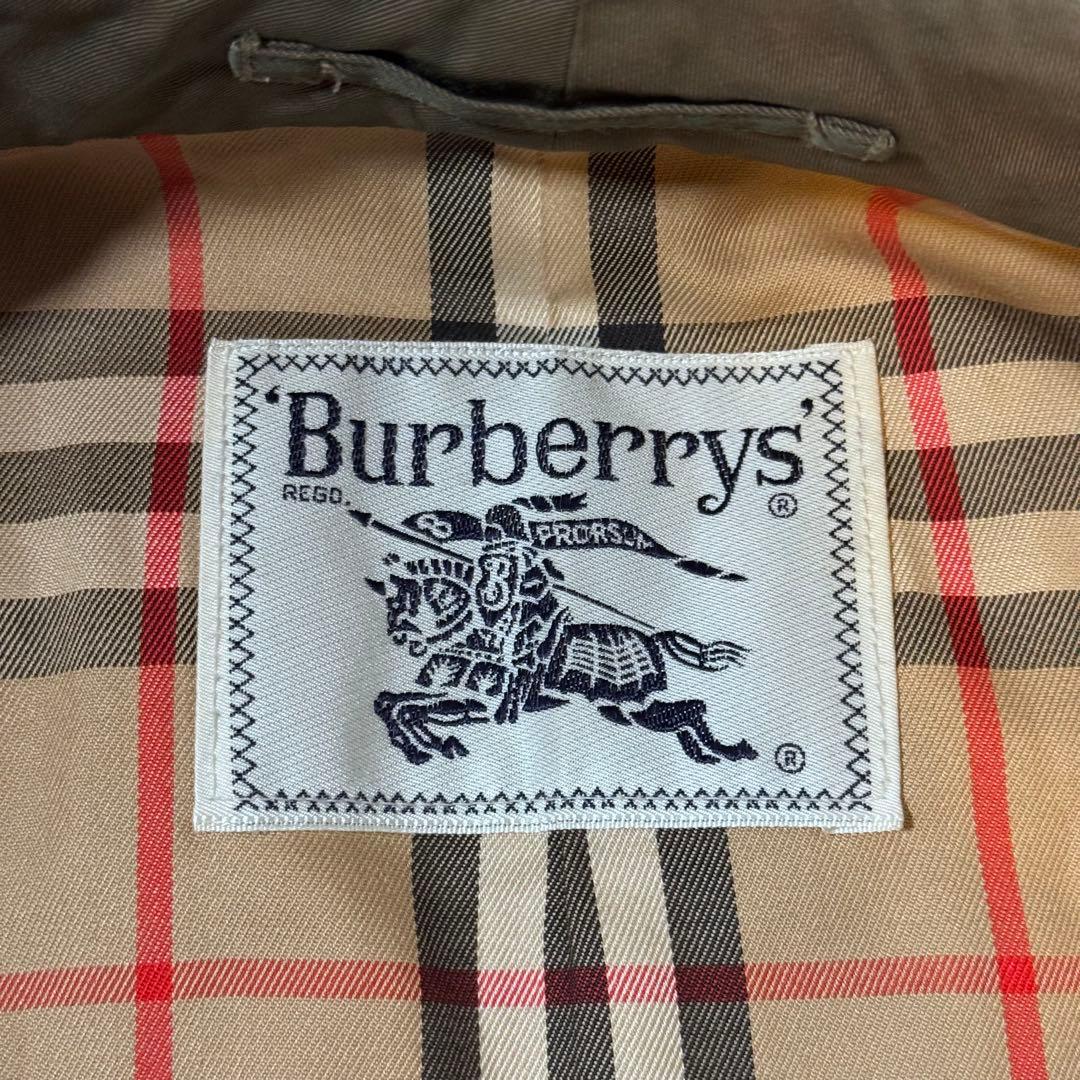 'Burberrys'
REGD.
®
B PRORSUM
B
®